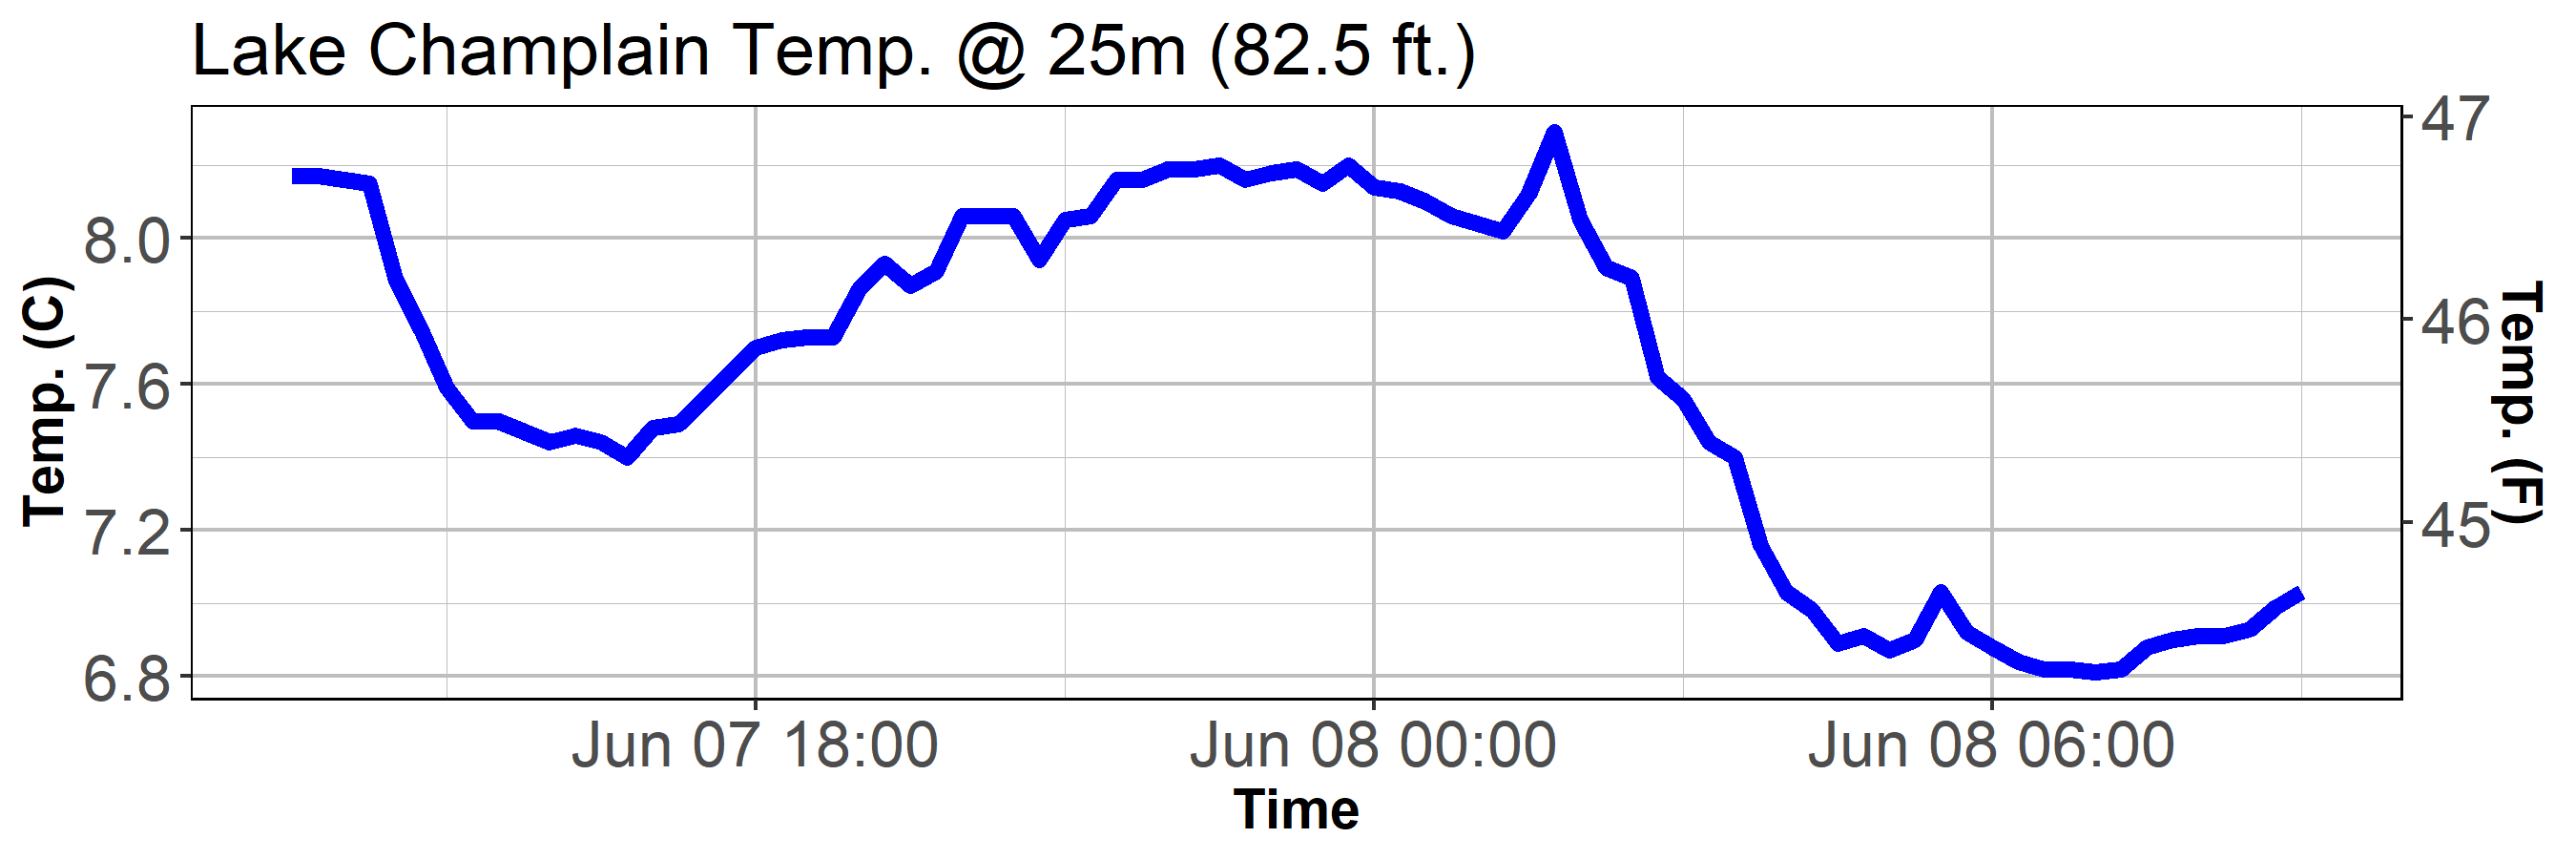 Lake Champlain Temp. @ 25m (82.5 ft.)
Temp. (C)
8.0
7.6
7.2
6.8
47
46
45
Temp. (F)
Jun 07 18:00 Jun 08 00:00 Jun 08 06:00
Time